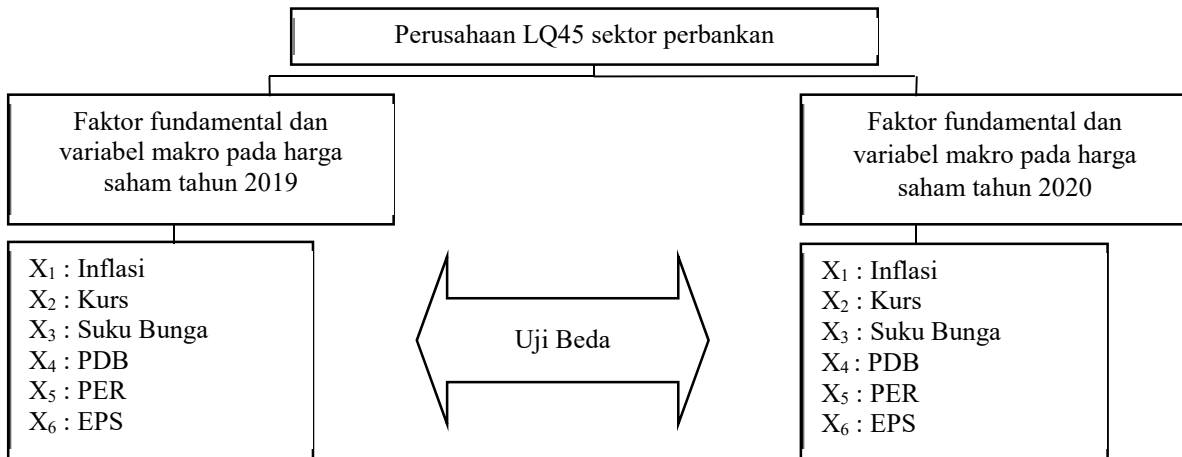 Perusahaan LQ45 sektor perbankan
Faktor fundamental dan
variabel makro pada harga
saham tahun 2019
Faktor fundamental dan
variabel makro pada harga
saham tahun 2020
X₁ : Inflasi
X₂ : Kurs
X₃ : Suku Bunga
X₄ : PDB
X₅ : PER
X₆ : EPS
Uji Beda
X₁ : Inflasi
X₂ : Kurs
X₃ : Suku Bunga
X₄ : PDB
X₅ : PER
X₆ : EPS